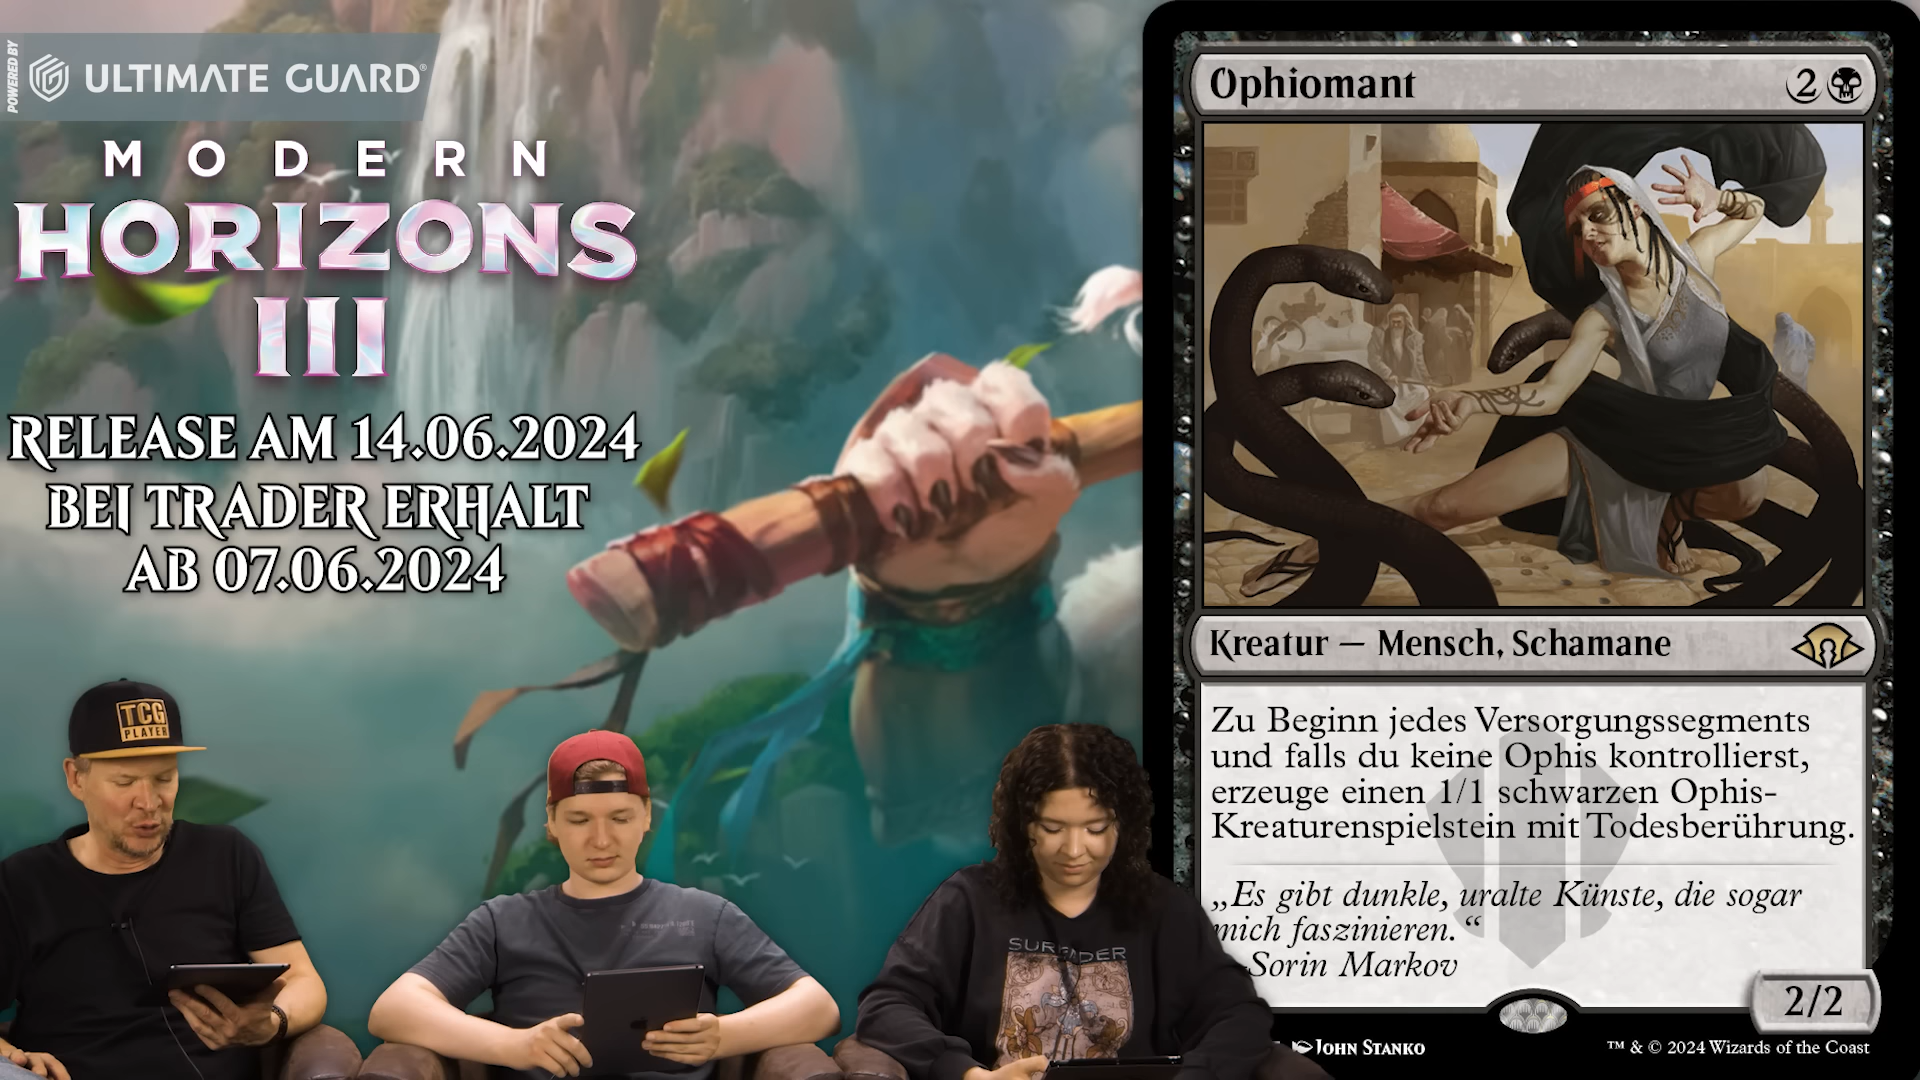 POWERED BY
ULTIMATE GUARD®
MODERN
HORIZONS
III
RELEASE AM 14.06.2024
BEI TRADER ERHALT
AB 07.06.2024
TCG
PLAYER
Ophiomant 2
Kreatur — Mensch, Schamane
Zu Beginn jedes Versorgungssegments
und falls du keine Ophis kontrollierst,
erzeuge einen 1/1 schwarzen Ophis-
Kreaturenspielstein mit Todesberührung.
„Es gibt dunkle, uralte Künste, die sogar
mich faszinieren.“
—Sorin Markov
2/2
John Stanko
™ & © 2024 Wizards of the Coast